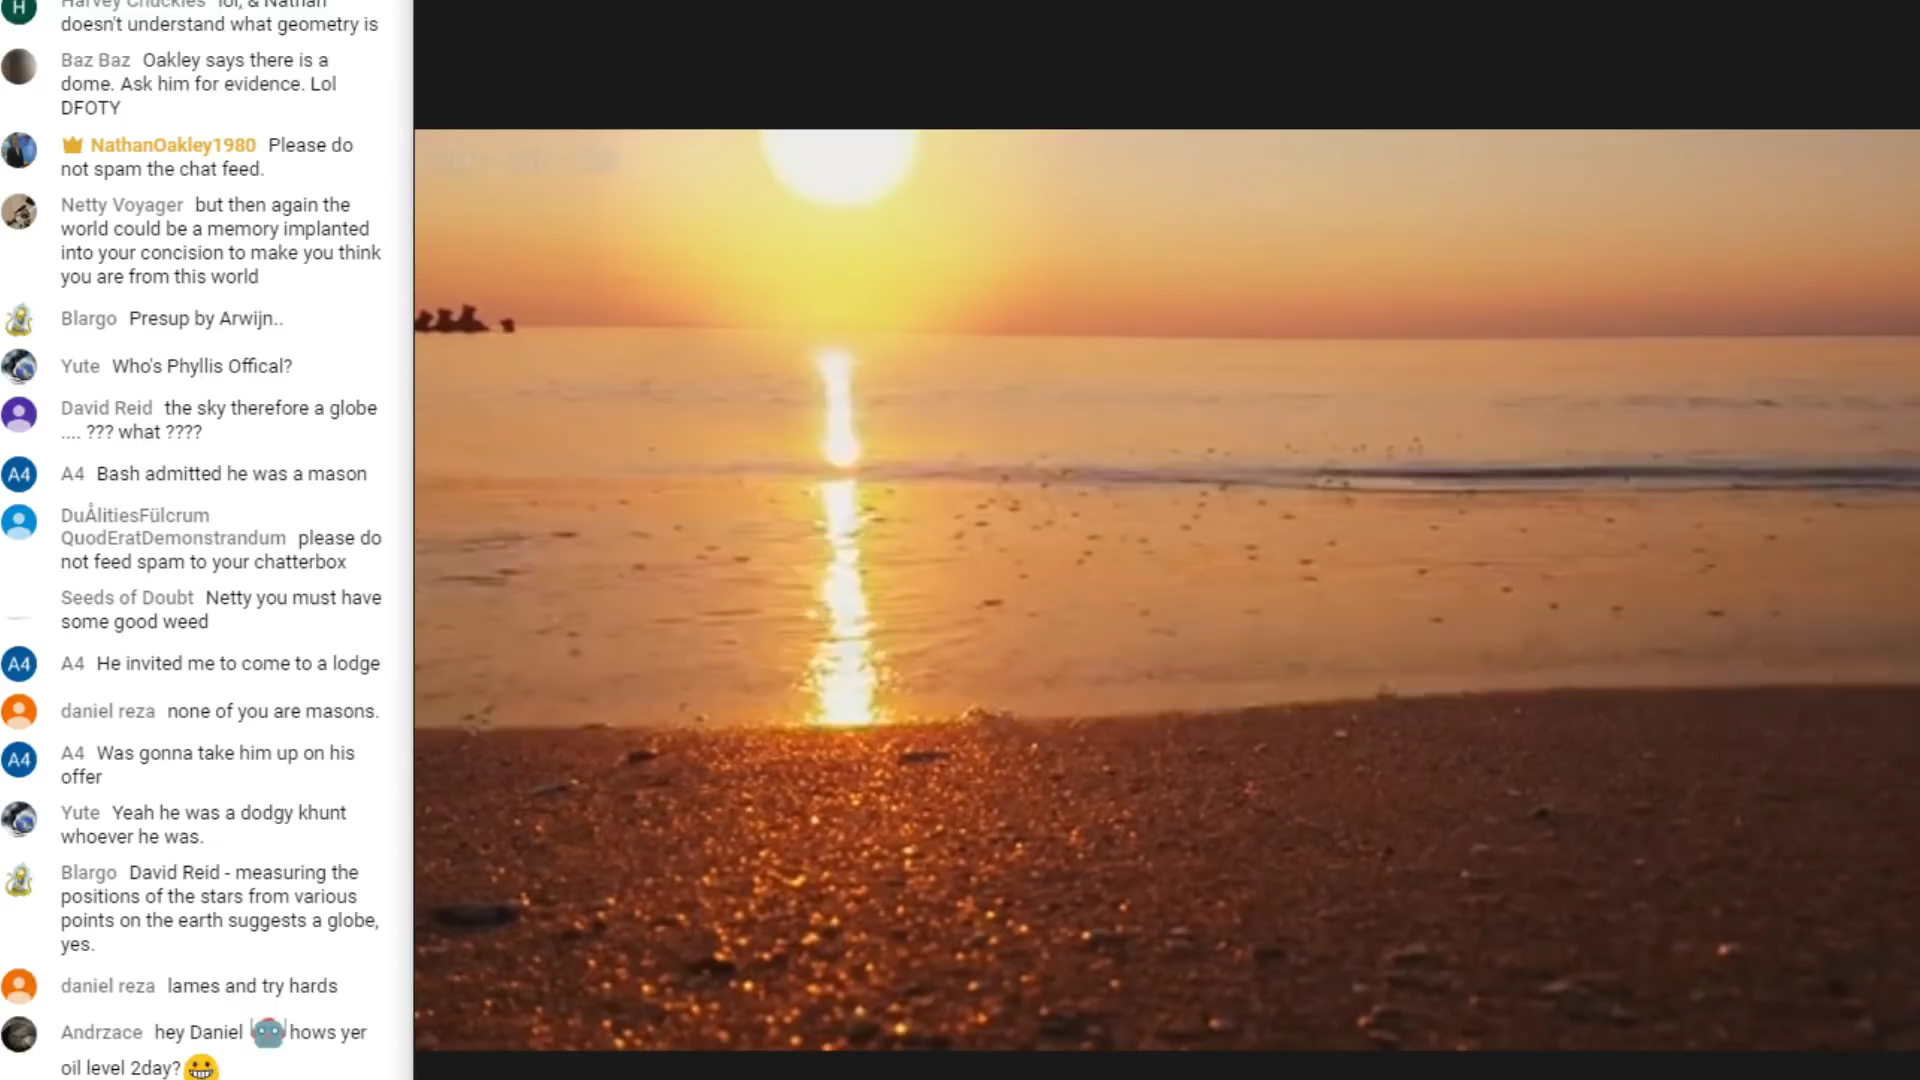 H
Harvey Chuckles lol, & Nathan
doesn't understand what geometry is
Baz Baz Oakley says there is a
dome. Ask him for evidence. Lol
DFOTY
NathanOakley1980 Please do
not spam the chat feed.
Netty Voyager but then again the
world could be a memory implanted
into your concision to make you think
you are from this world
Blargo Presup by Arwijn..
Yute Who's Phyllis Offical?
David Reid the sky therefore a globe
.... ??? what ????
A4 A4 Bash admitted he was a mason
DuÅlitiesFülcrum
QuodEratDemonstrandum please do
not feed spam to your chatterbox
Seeds of Doubt Netty you must have
some good weed
A4 A4 He invited me to come to a lodge
daniel reza none of you are masons.
A4 A4 Was gonna take him up on his
offer
Yute Yeah he was a dodgy khunt
whoever he was.
Blargo David Reid - measuring the
positions of the stars from various
points on the earth suggests a globe,
yes.
daniel reza lames and try hards
Andrzace hey Daniel hows yer
oil level 2day?